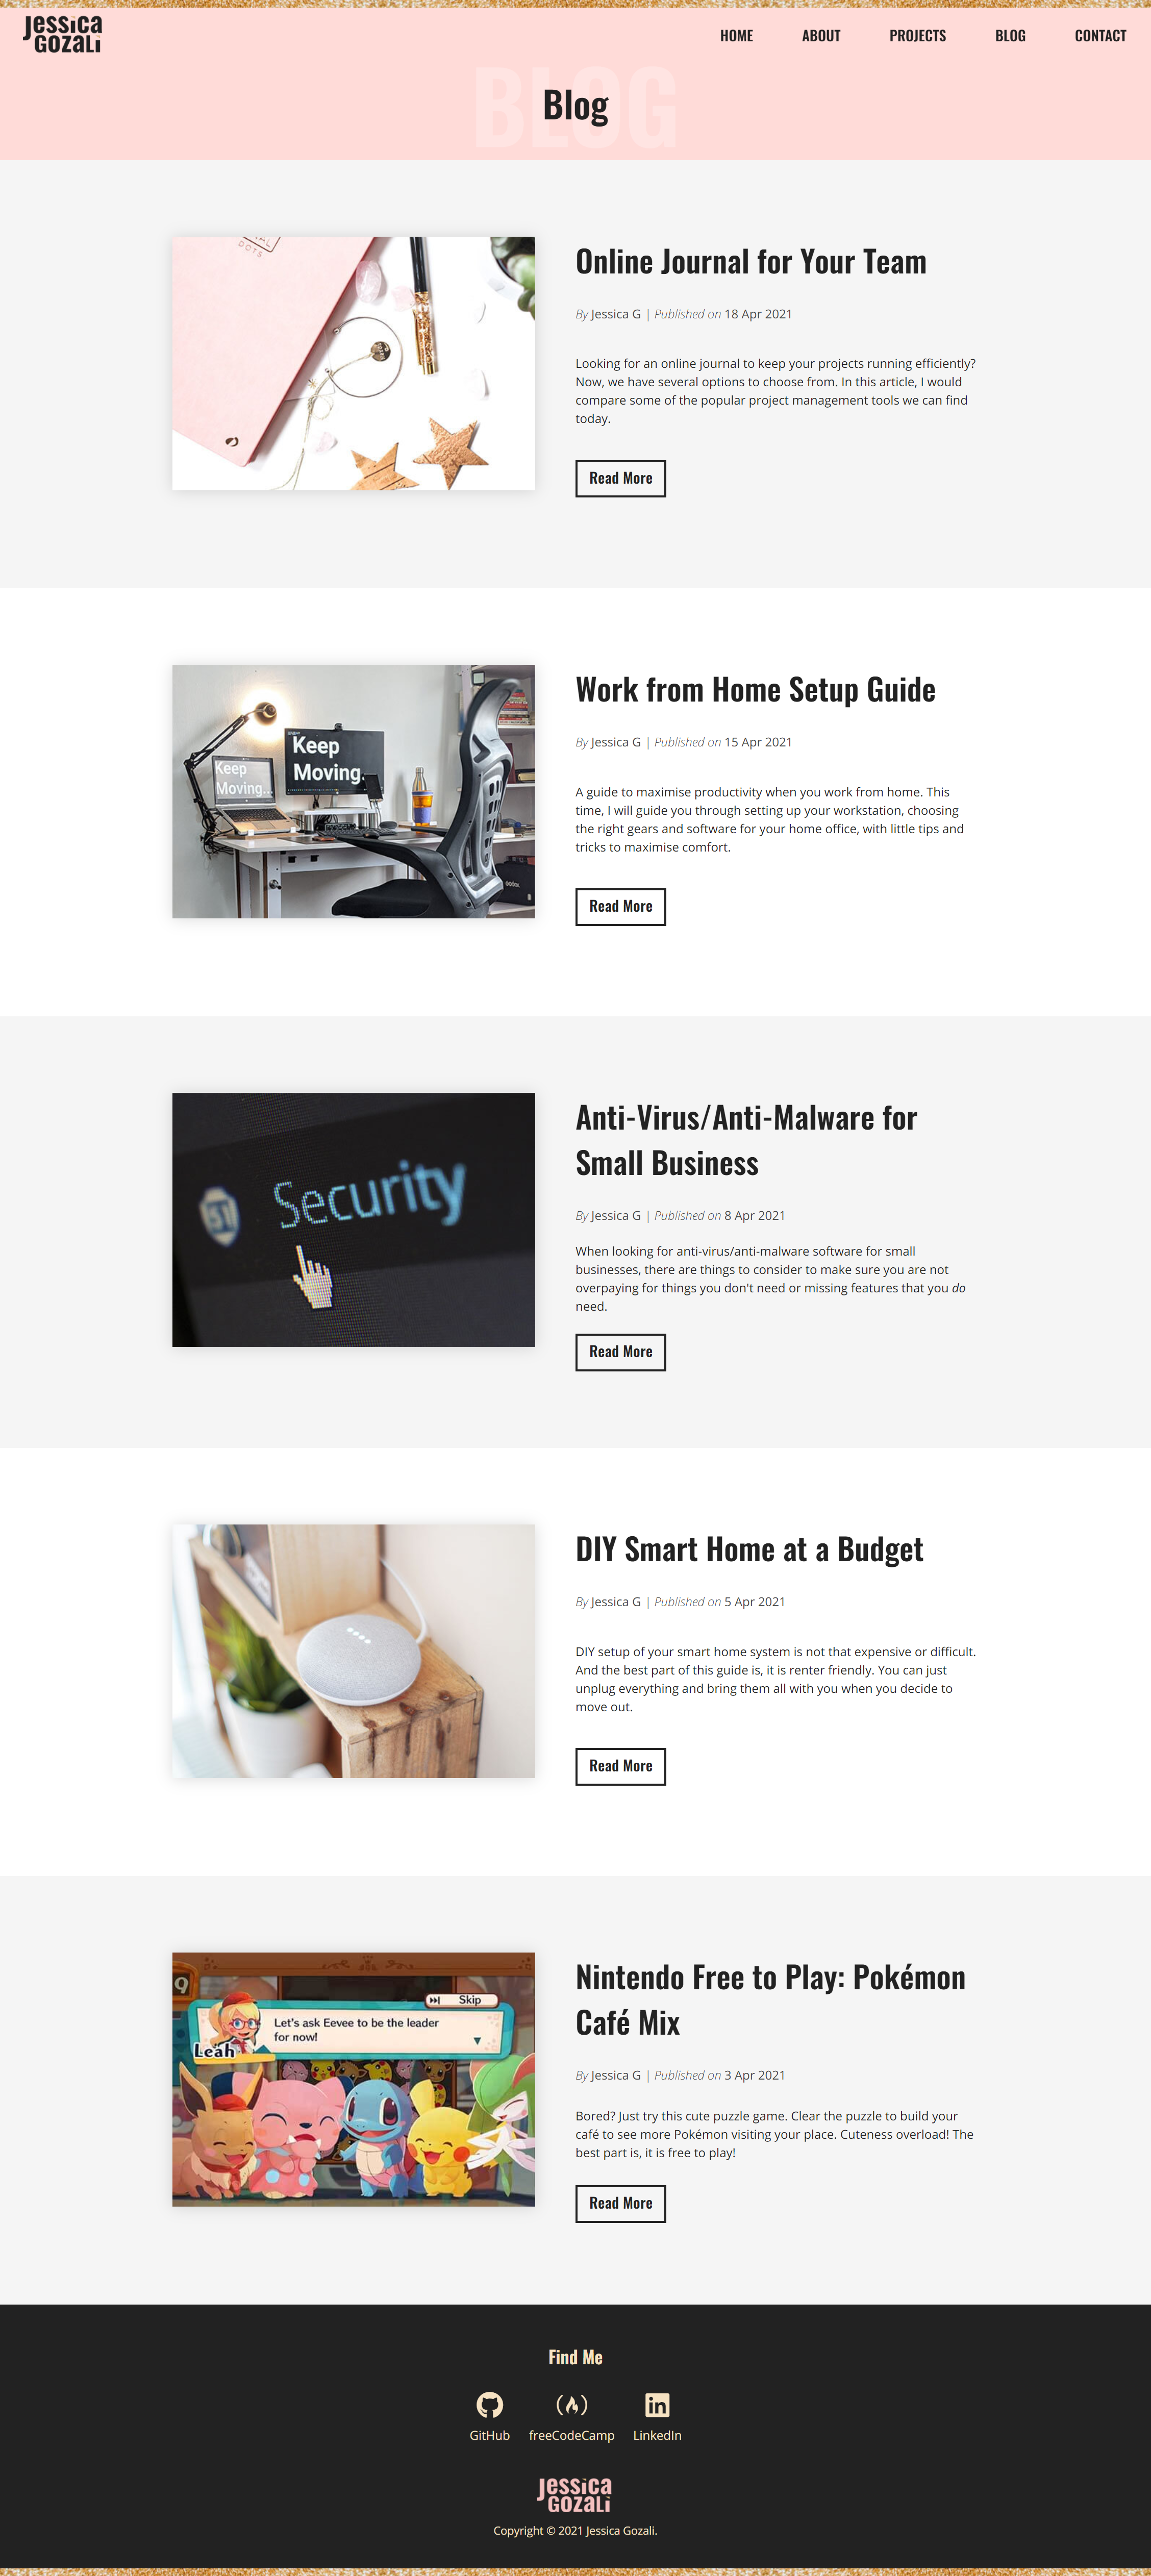 Jessica
Gozali
HOME ABOUT PROJECTS BLOG CONTACT
BLOG
Blog
DOTS
Online Journal for Your Team
By Jessica G | Published on 18 Apr 2021
Looking for an online journal to keep your projects running efficiently?
Now, we have several options to choose from. In this article, I would
compare some of the popular project management tools we can find
today.
Read More
Keep
Moving...
Keep
Moving.
Work from Home Setup Guide
By Jessica G | Published on 15 Apr 2021
A guide to maximise productivity when you work from home. This
time, I will guide you through setting up your workstation, choosing
the right gears and software for your home office, with little tips and
tricks to maximise comfort.
Read More
Security
Anti-Virus/Anti-Malware for
Small Business
By Jessica G | Published on 8 Apr 2021
When looking for anti-virus/anti-malware software for small
businesses, there are things to consider to make sure you are not
overpaying for things you don't need or missing features that you do
need.
Read More
DIY Smart Home at a Budget
By Jessica G | Published on 5 Apr 2021
DIY setup of your smart home system is not that expensive or difficult.
And the best part of this guide is, it is renter friendly. You can just
unplug everything and bring them all with you when you decide to
move out.
Read More
9
Skip
Let's ask Eevee to be the leader
for now!
Leah
Nintendo Free to Play: Pokémon
Café Mix
By Jessica G | Published on 3 Apr 2021
Bored? Just try this cute puzzle game. Clear the puzzle to build your
café to see more Pokémon visiting your place. Cuteness overload! The
best part is, it is free to play!
Read More
Find Me
GitHub freeCodeCamp LinkedIn
Jessica
Gozali
Copyright © 2021 Jessica Gozali.